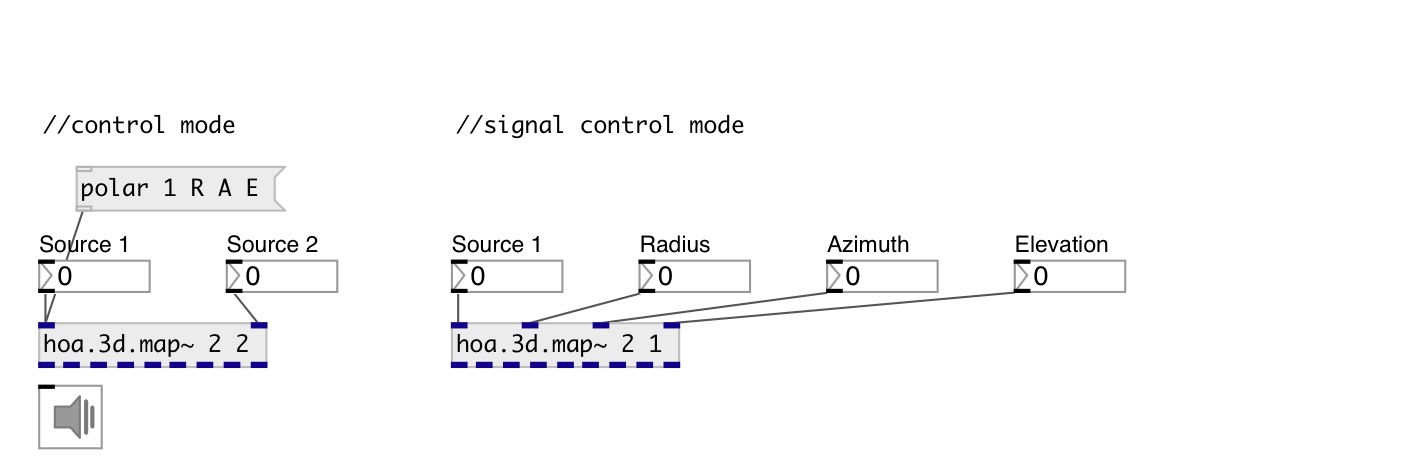 //control mode
//signal control mode
polar 1 R A E
Source 1
Source 2
Source 1
Radius
Azimuth
Elevation
0
0
0
0
0
0
hoa.3d.map~ 2 2
hoa.3d.map~ 2 1